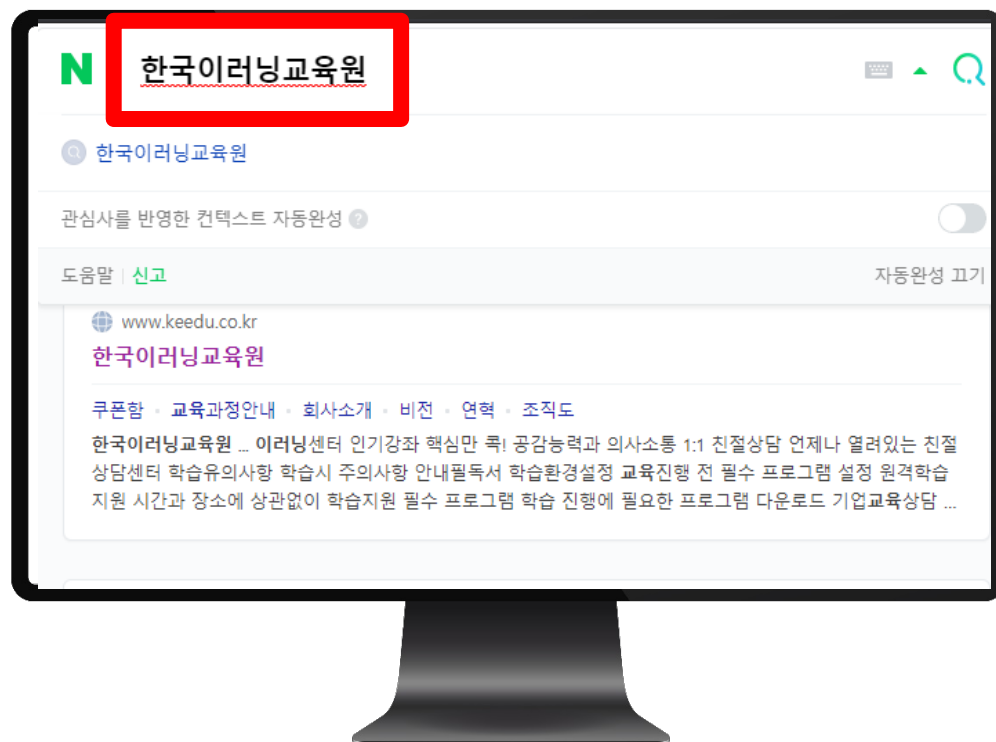 N 한국이러닝교육원
한국이러닝교육원
관심사를 반영한 컨텍스트 자동완성 ?
도움말 신고 자동완성 끄기
www.keedu.co.kr
한국이러닝교육원
쿠폰함 · 교육과정안내 · 회사소개 · 비전 · 연혁 · 조직도
한국이러닝교육원 ... 이러닝센터 인기강좌 핵심만 콕! 공감능력과 의사소통 1:1 친절상담 언제나 열려있는 친절
상담센터 학습유의사항 학습시 주의사항 안내필독서 학습환경설정 교육진행 전 필수 프로그램 설정 원격학습
지원 시간과 장소에 상관없이 학습지원 필수 프로그램 학습 진행에 필요한 프로그램 다운로드 기업교육상담 ...